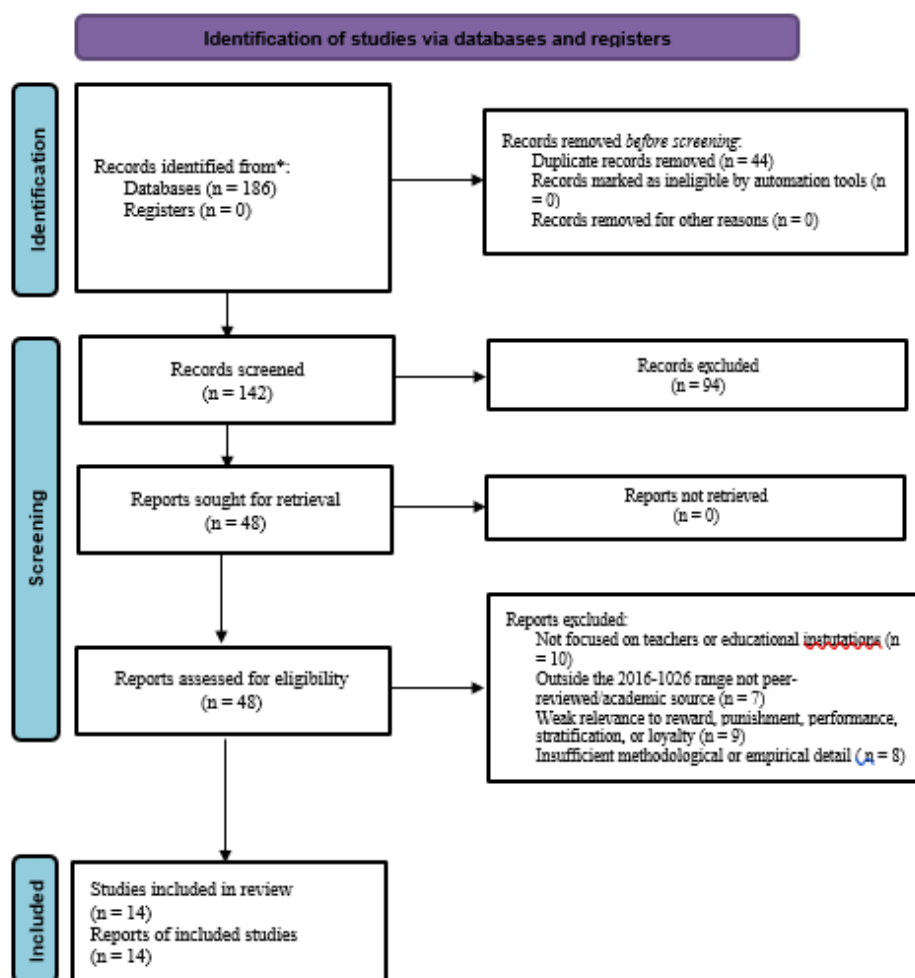 Identification of studies via databases and registers
Identification
Records identified from*:
Databases (n = 186)
Registers (n = 0)
Records removed before screening:
Duplicate records removed (n = 44)
Records marked as ineligible by automation tools (n
= 0)
Records removed for other reasons (n = 0)
Screening
Records screened
(n = 142)
Records excluded
(n = 94)
Reports sought for retrieval
(n = 48)
Reports not retrieved
(n = 0)
Reports assessed for eligibility
(n = 48)
Reports excluded:
Not focused on teachers or educational instutations (n
= 10)
Outside the 2016-1026 range not peer-
reviewed/academic source (n = 7)
Weak relevance to reward, punishment, performance,
stratification, or loyalty (n = 9)
Insufficient methodological or empirical detail ( n = 8)
Included
Studies included in review
(n = 14)
Reports of included studies
(n = 14)